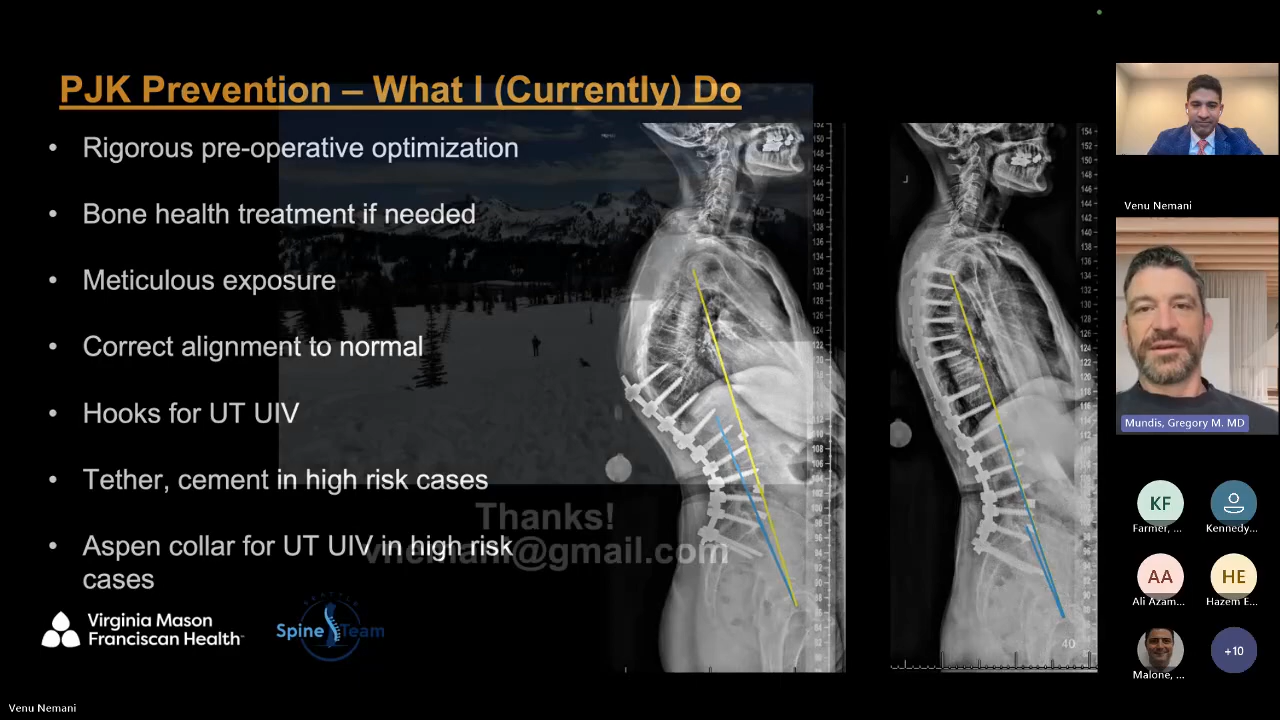 PJK Prevention – What I (Currently) Do
• Rigorous pre-operative optimization
• Bone health treatment if needed
• Meticulous exposure
• Correct alignment to normal
• Hooks for UT UIV
• Tether, cement in high risk cases
• Aspen collar for UT UIV in high risk
cases
Thanks!
vnemani@gmail.com
Virginia Mason
Franciscan Health
SEATTLE
Spine Team
40
Venu Nemani
Mundis, Gregory M. MD
KF
Farmer, ...
Kennedy...
AA
Ali Azam...
HE
Hazem E...
Malone, ...
+10
Venu Nemani